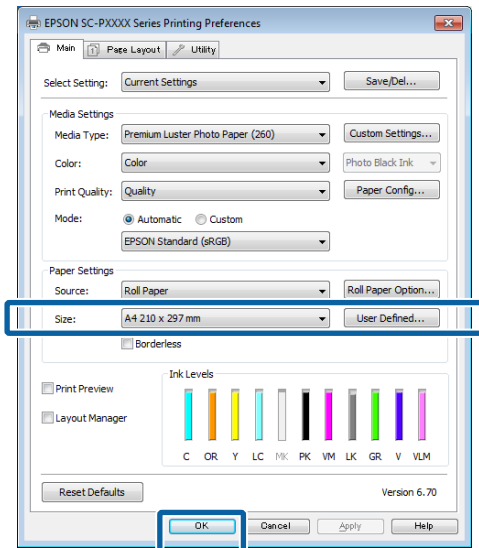 EPSON SC-PXXXX Series Printing Preferences
Main Page Layout Utility
Select Setting: Current Settings Save/Del...
Media Settings
Media Type: Premium Luster Photo Paper (260) Custom Settings...
Color: Color Photo Black Ink
Print Quality: Quality Paper Config...
Mode: Automatic Custom
EPSON Standard (sRGB)
Paper Settings
Source: Roll Paper Roll Paper Option...
Size: A4 210 x 297 mm User Defined...
Borderless
Ink Levels
Print Preview
Layout Manager
C OR Y LC MK PK VM LK GR V VLM
Reset Defaults Version 6.70
OK Cancel Apply Help